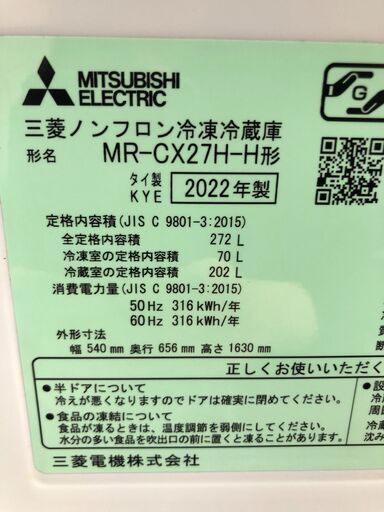 MITSUBISHI
ELECTRIC
G
三菱ノンフロン冷凍冷蔵庫
形名 MR-CX27H-H形
タイ製
KYE 2022年製
定格内容積(JIS C 9801-3:2015)
全定格内容積 272 L
冷凍室の定格内容積 70 L
冷蔵室の定格内容積 202 L
消費電力量(JIS C 9801-3:2015)
50 Hz 316 kWh/年
60 Hz 316 kWh/年
外形寸法
幅 540 mm 奥行 656 mm 高さ 1630 mm
正しくお使いいただく
●半ドアについて
冷えが悪くなりますのでドアは確実に閉めてください。
●食品の凍結について
食品が凍るときは、温度調節を弱め側にしてください。
水分の多い食品を吹出口の前に置くと凍ることがあります。
三菱電機株式会社